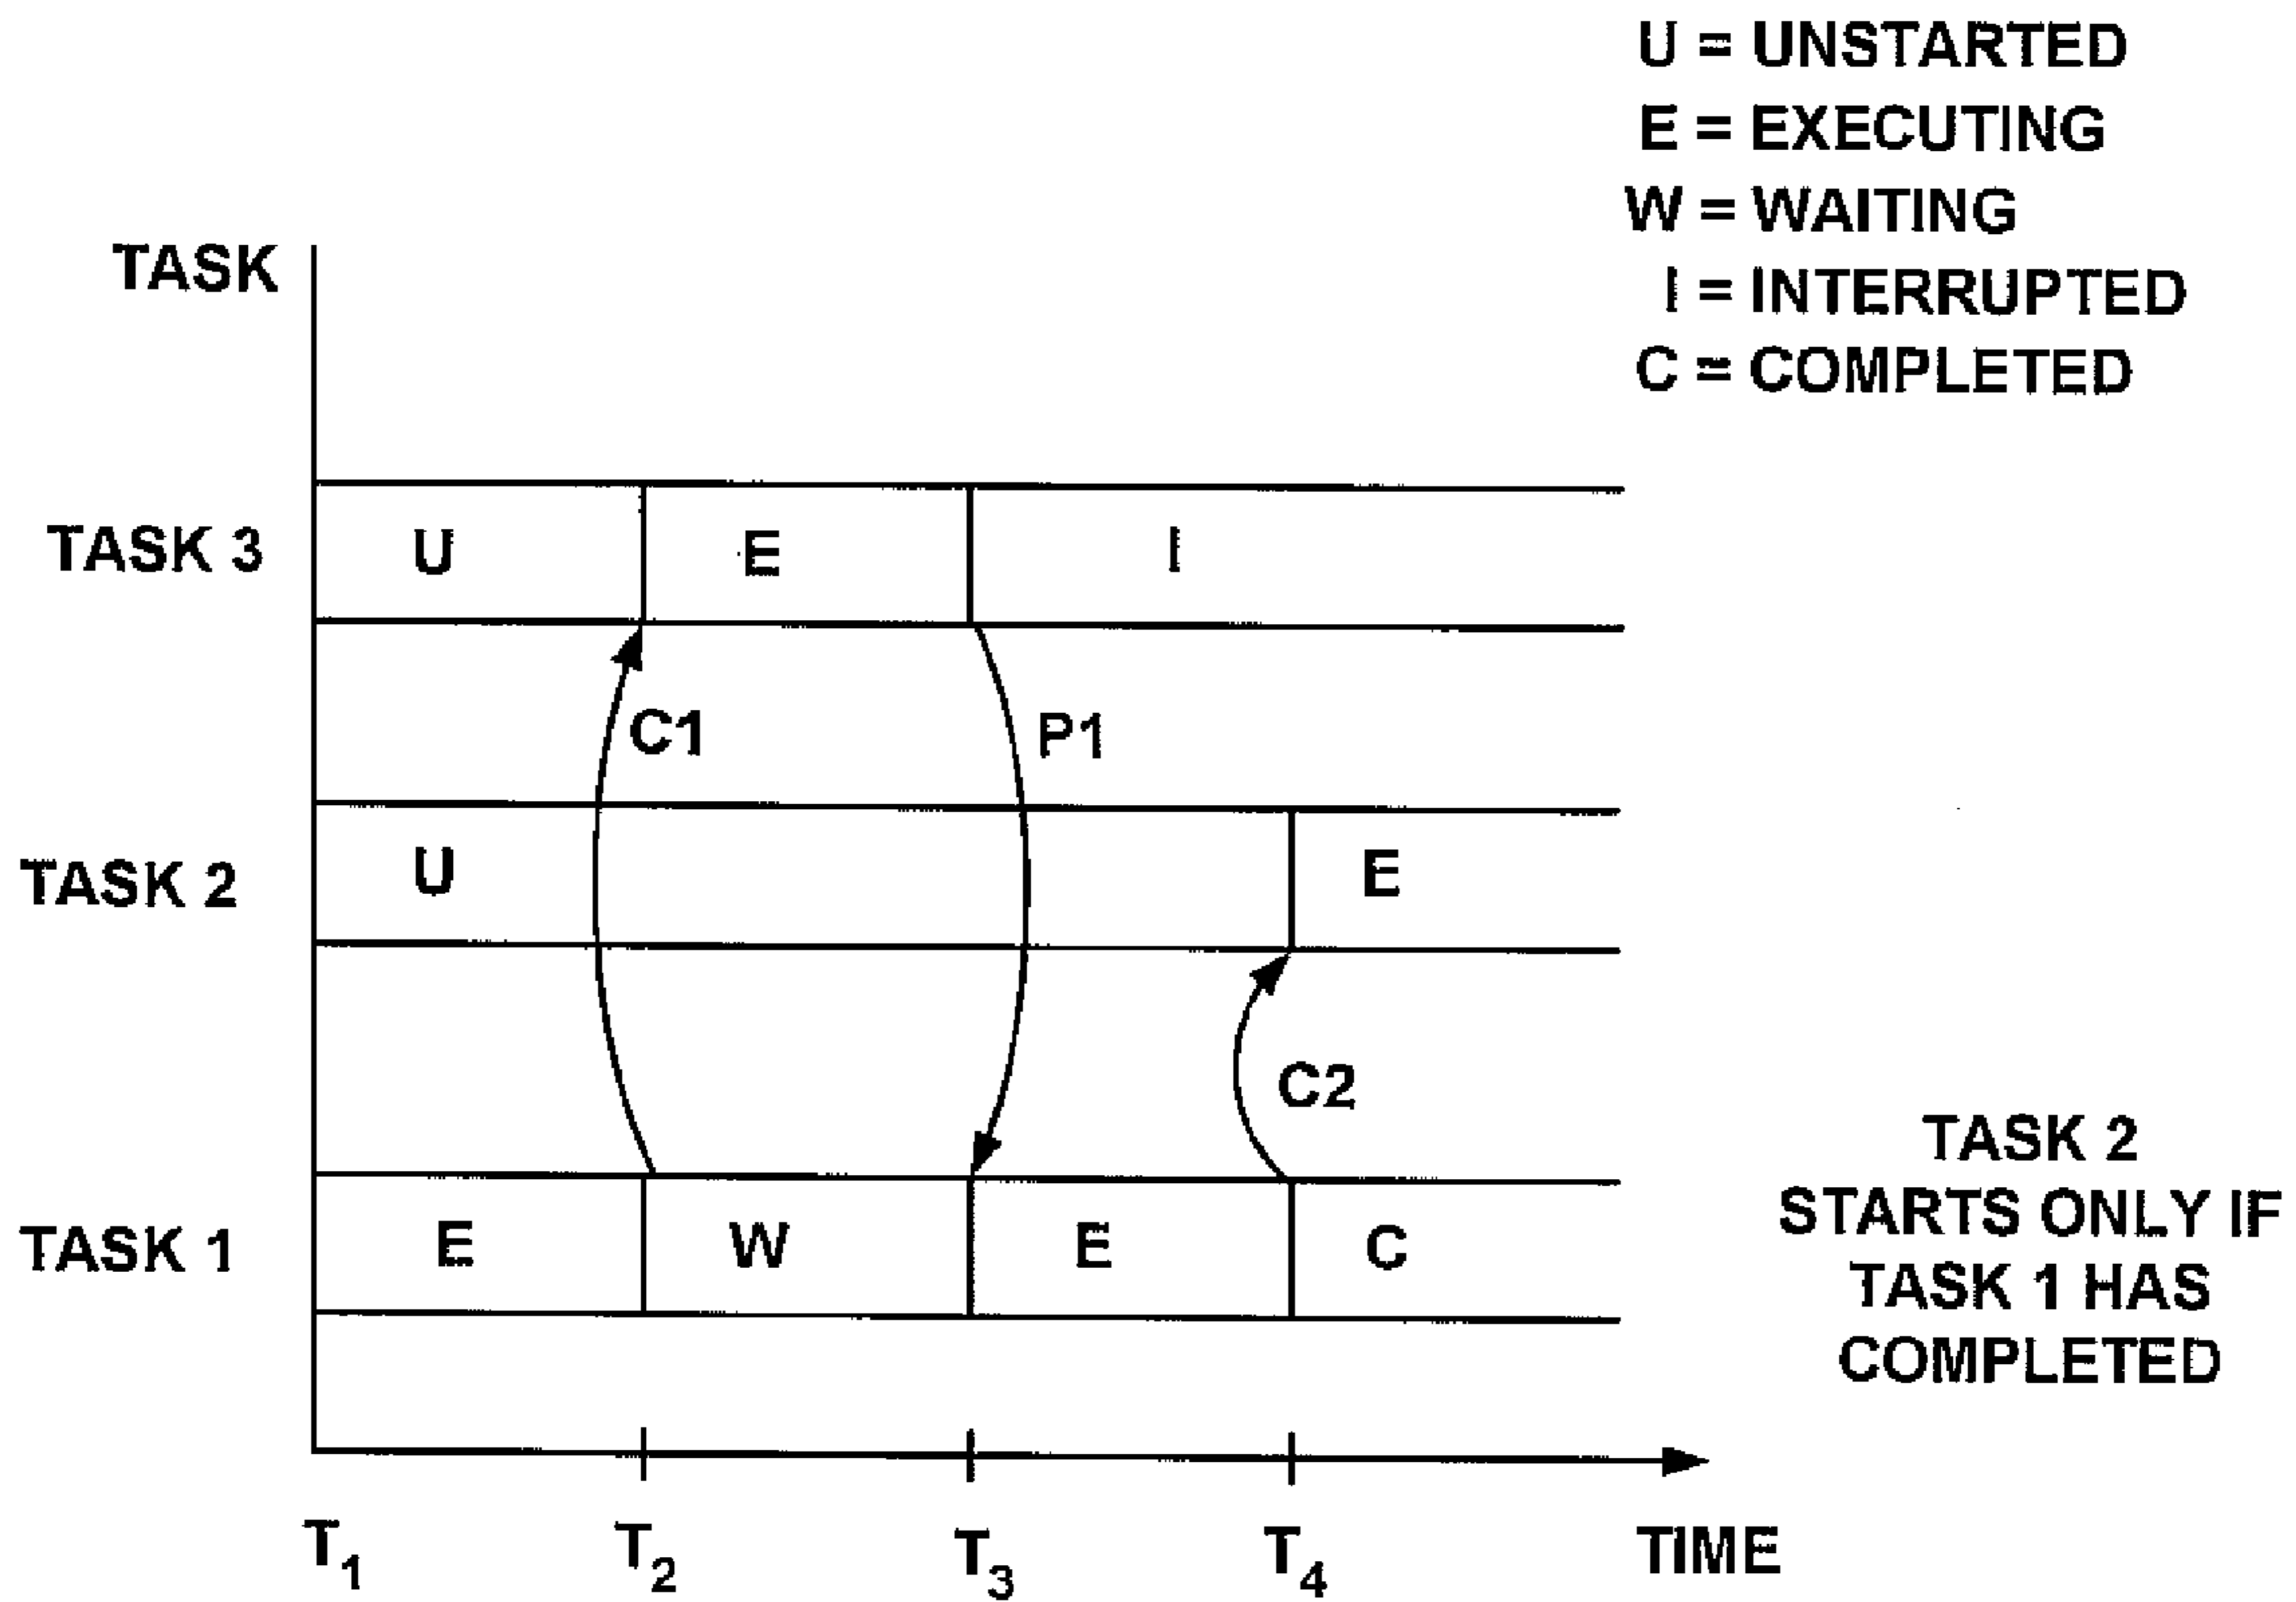 U = UNSTARTED
E = EXECUTING
W = WAITING
I = INTERRUPTED
C = COMPLETED
TASK
TASK 3 U E I
C1 P1
TASK 2 U E
C2
TASK 1 E W E C
TASK 2
STARTS ONLY IF
TASK 1 HAS
COMPLETED
T1 T2 T3 T4 TIME